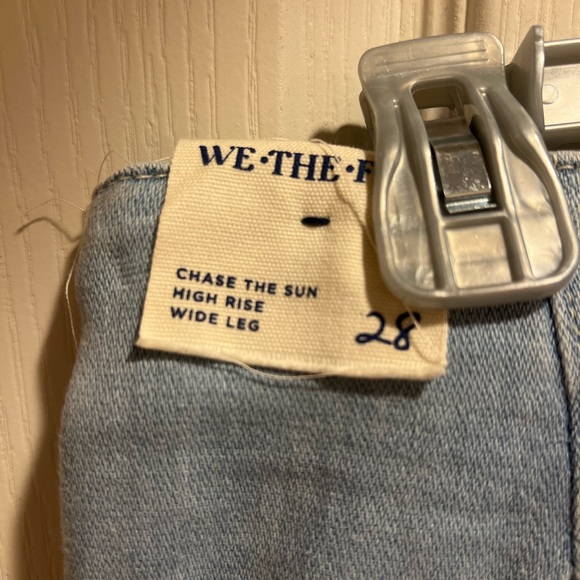 WE•THE•F
CHASE THE SUN
HIGH RISE
WIDE LEG
28